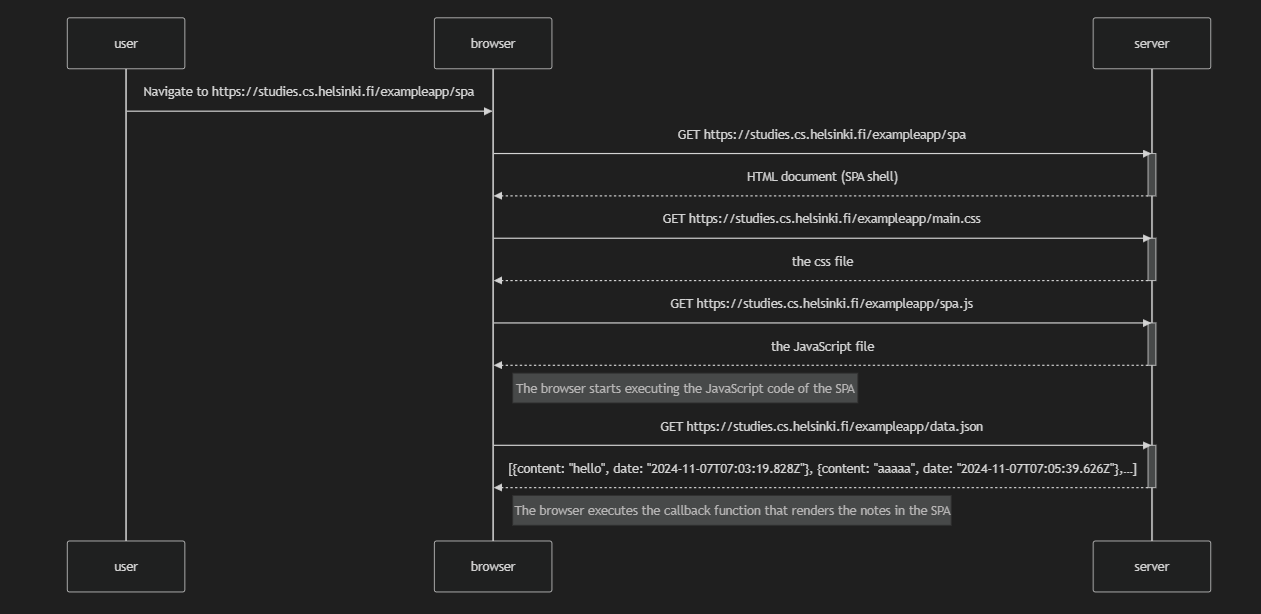 user
browser
server
Navigate to https://studies.cs.helsinki.fi/exampleapp/spa
GET https://studies.cs.helsinki.fi/exampleapp/spa
HTML document (SPA shell)
GET https://studies.cs.helsinki.fi/exampleapp/main.css
the css file
GET https://studies.cs.helsinki.fi/exampleapp/spa.js
the JavaScript file
The browser starts executing the JavaScript code of the SPA
GET https://studies.cs.helsinki.fi/exampleapp/data.json
[{content: "hello", date: "2024-11-07T07:03:19.828Z"}, {content: "aaaaa", date: "2024-11-07T07:05:39.626Z"},...]
The browser executes the callback function that renders the notes in the SPA
user
browser
server